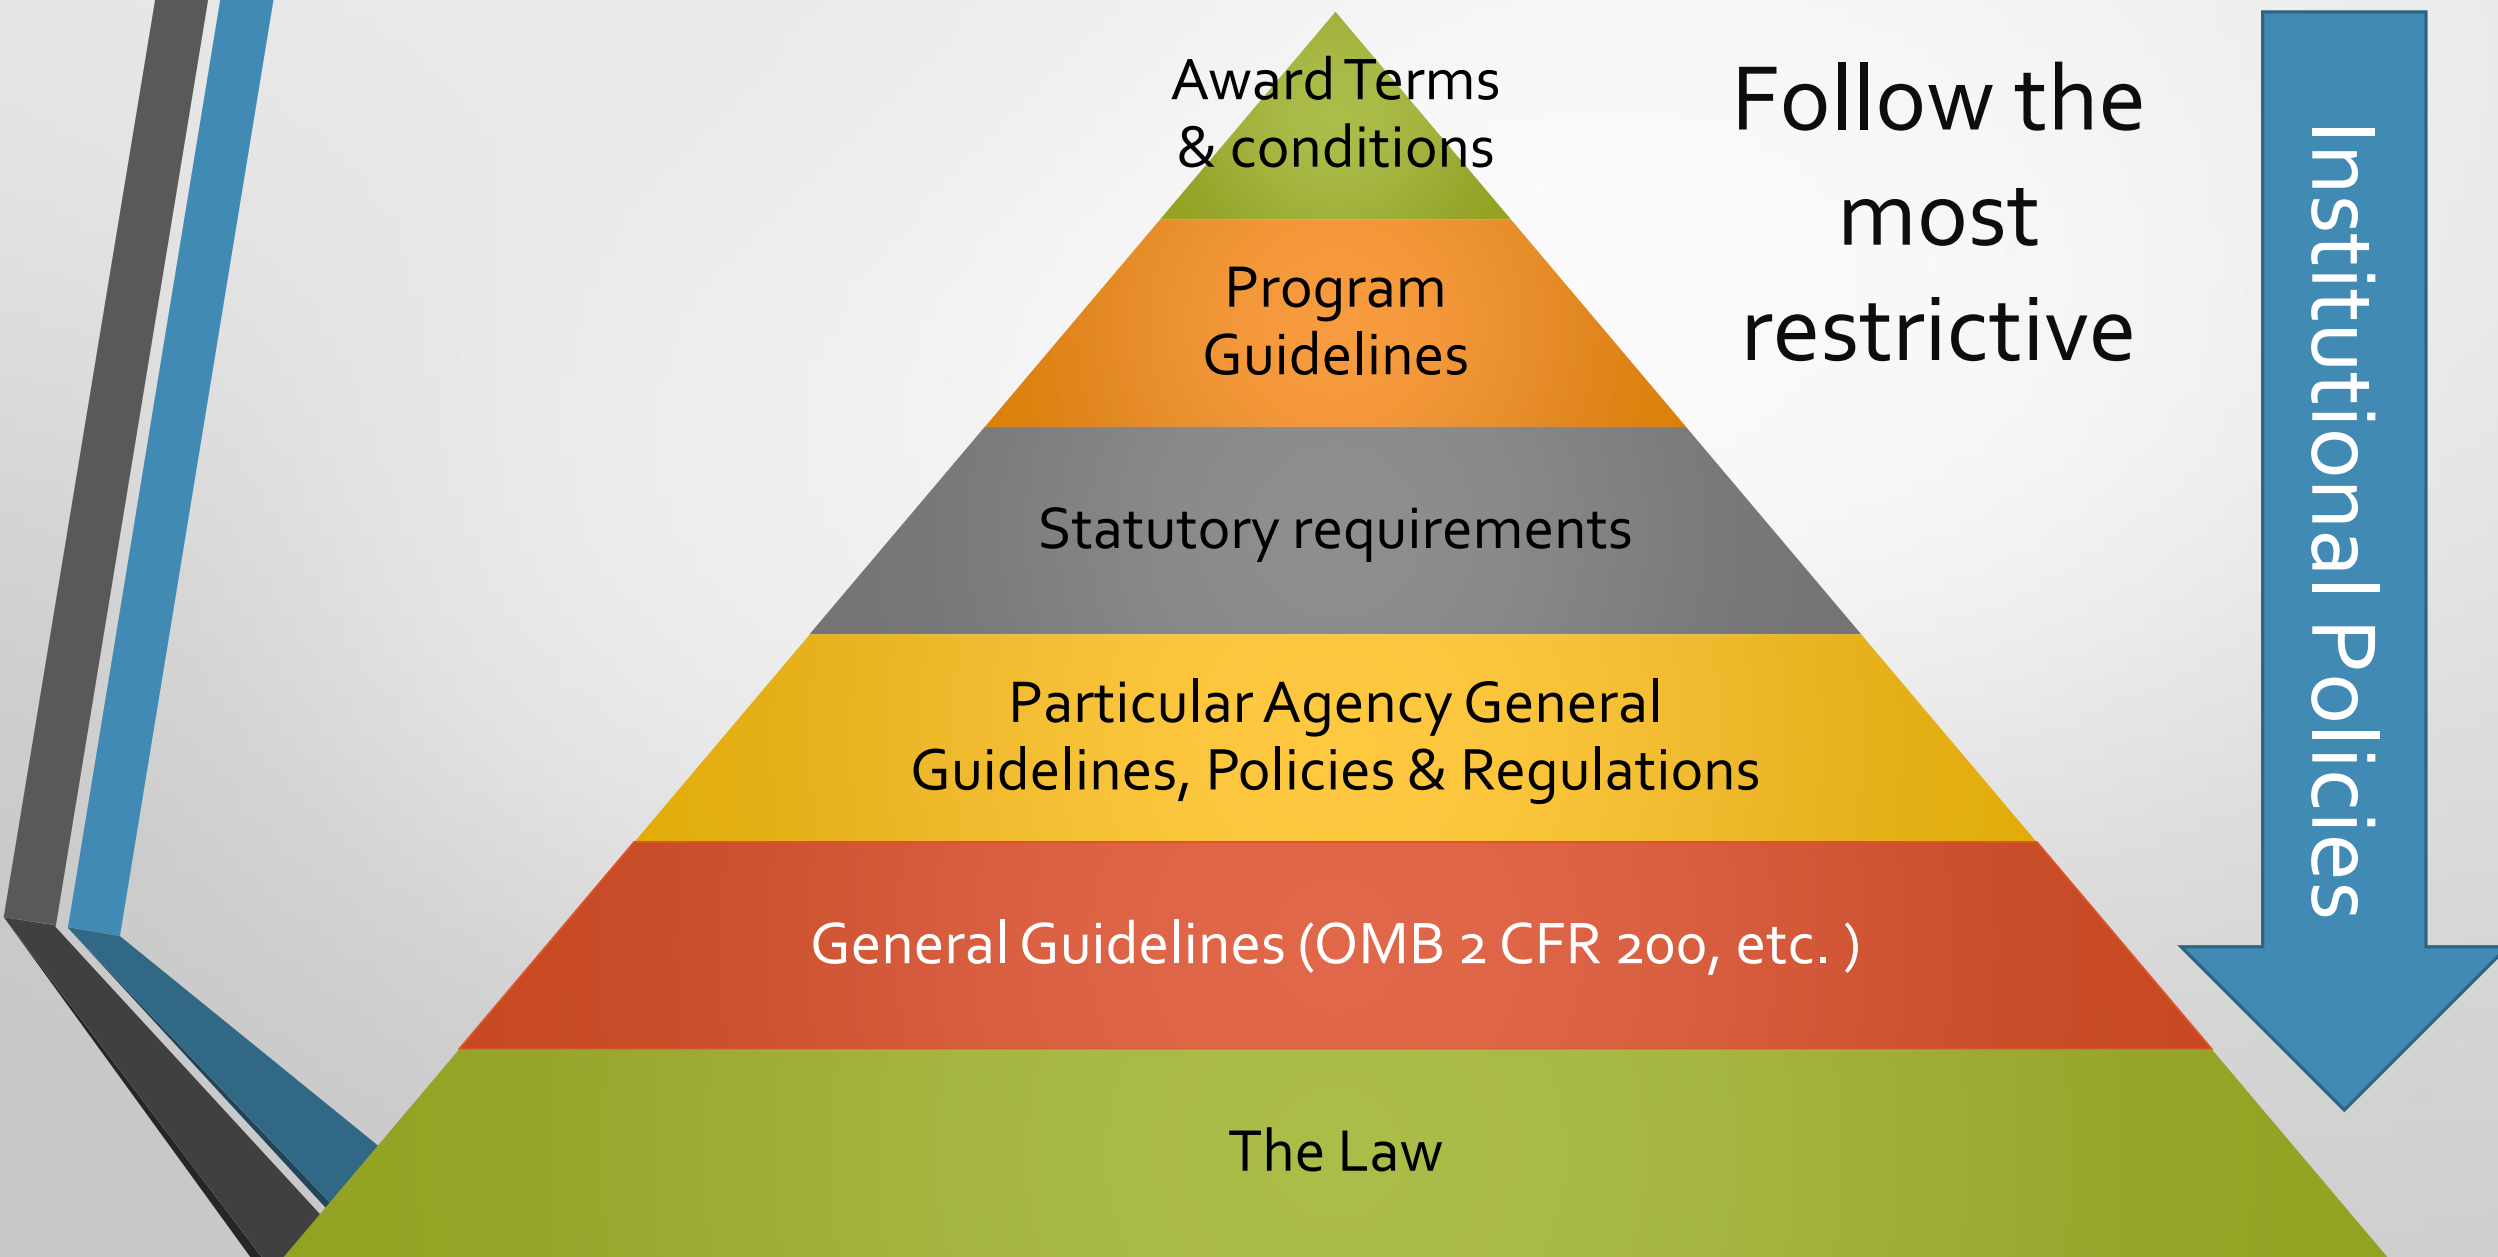 Award Terms
& conditions
Follow the
most
restrictive
Program
Guidelines
Statutory requirements
Particular Agency General
Guidelines, Policies & Regulations
General Guidelines (OMB 2 CFR 200, etc. )
The Law
Institutional Policies